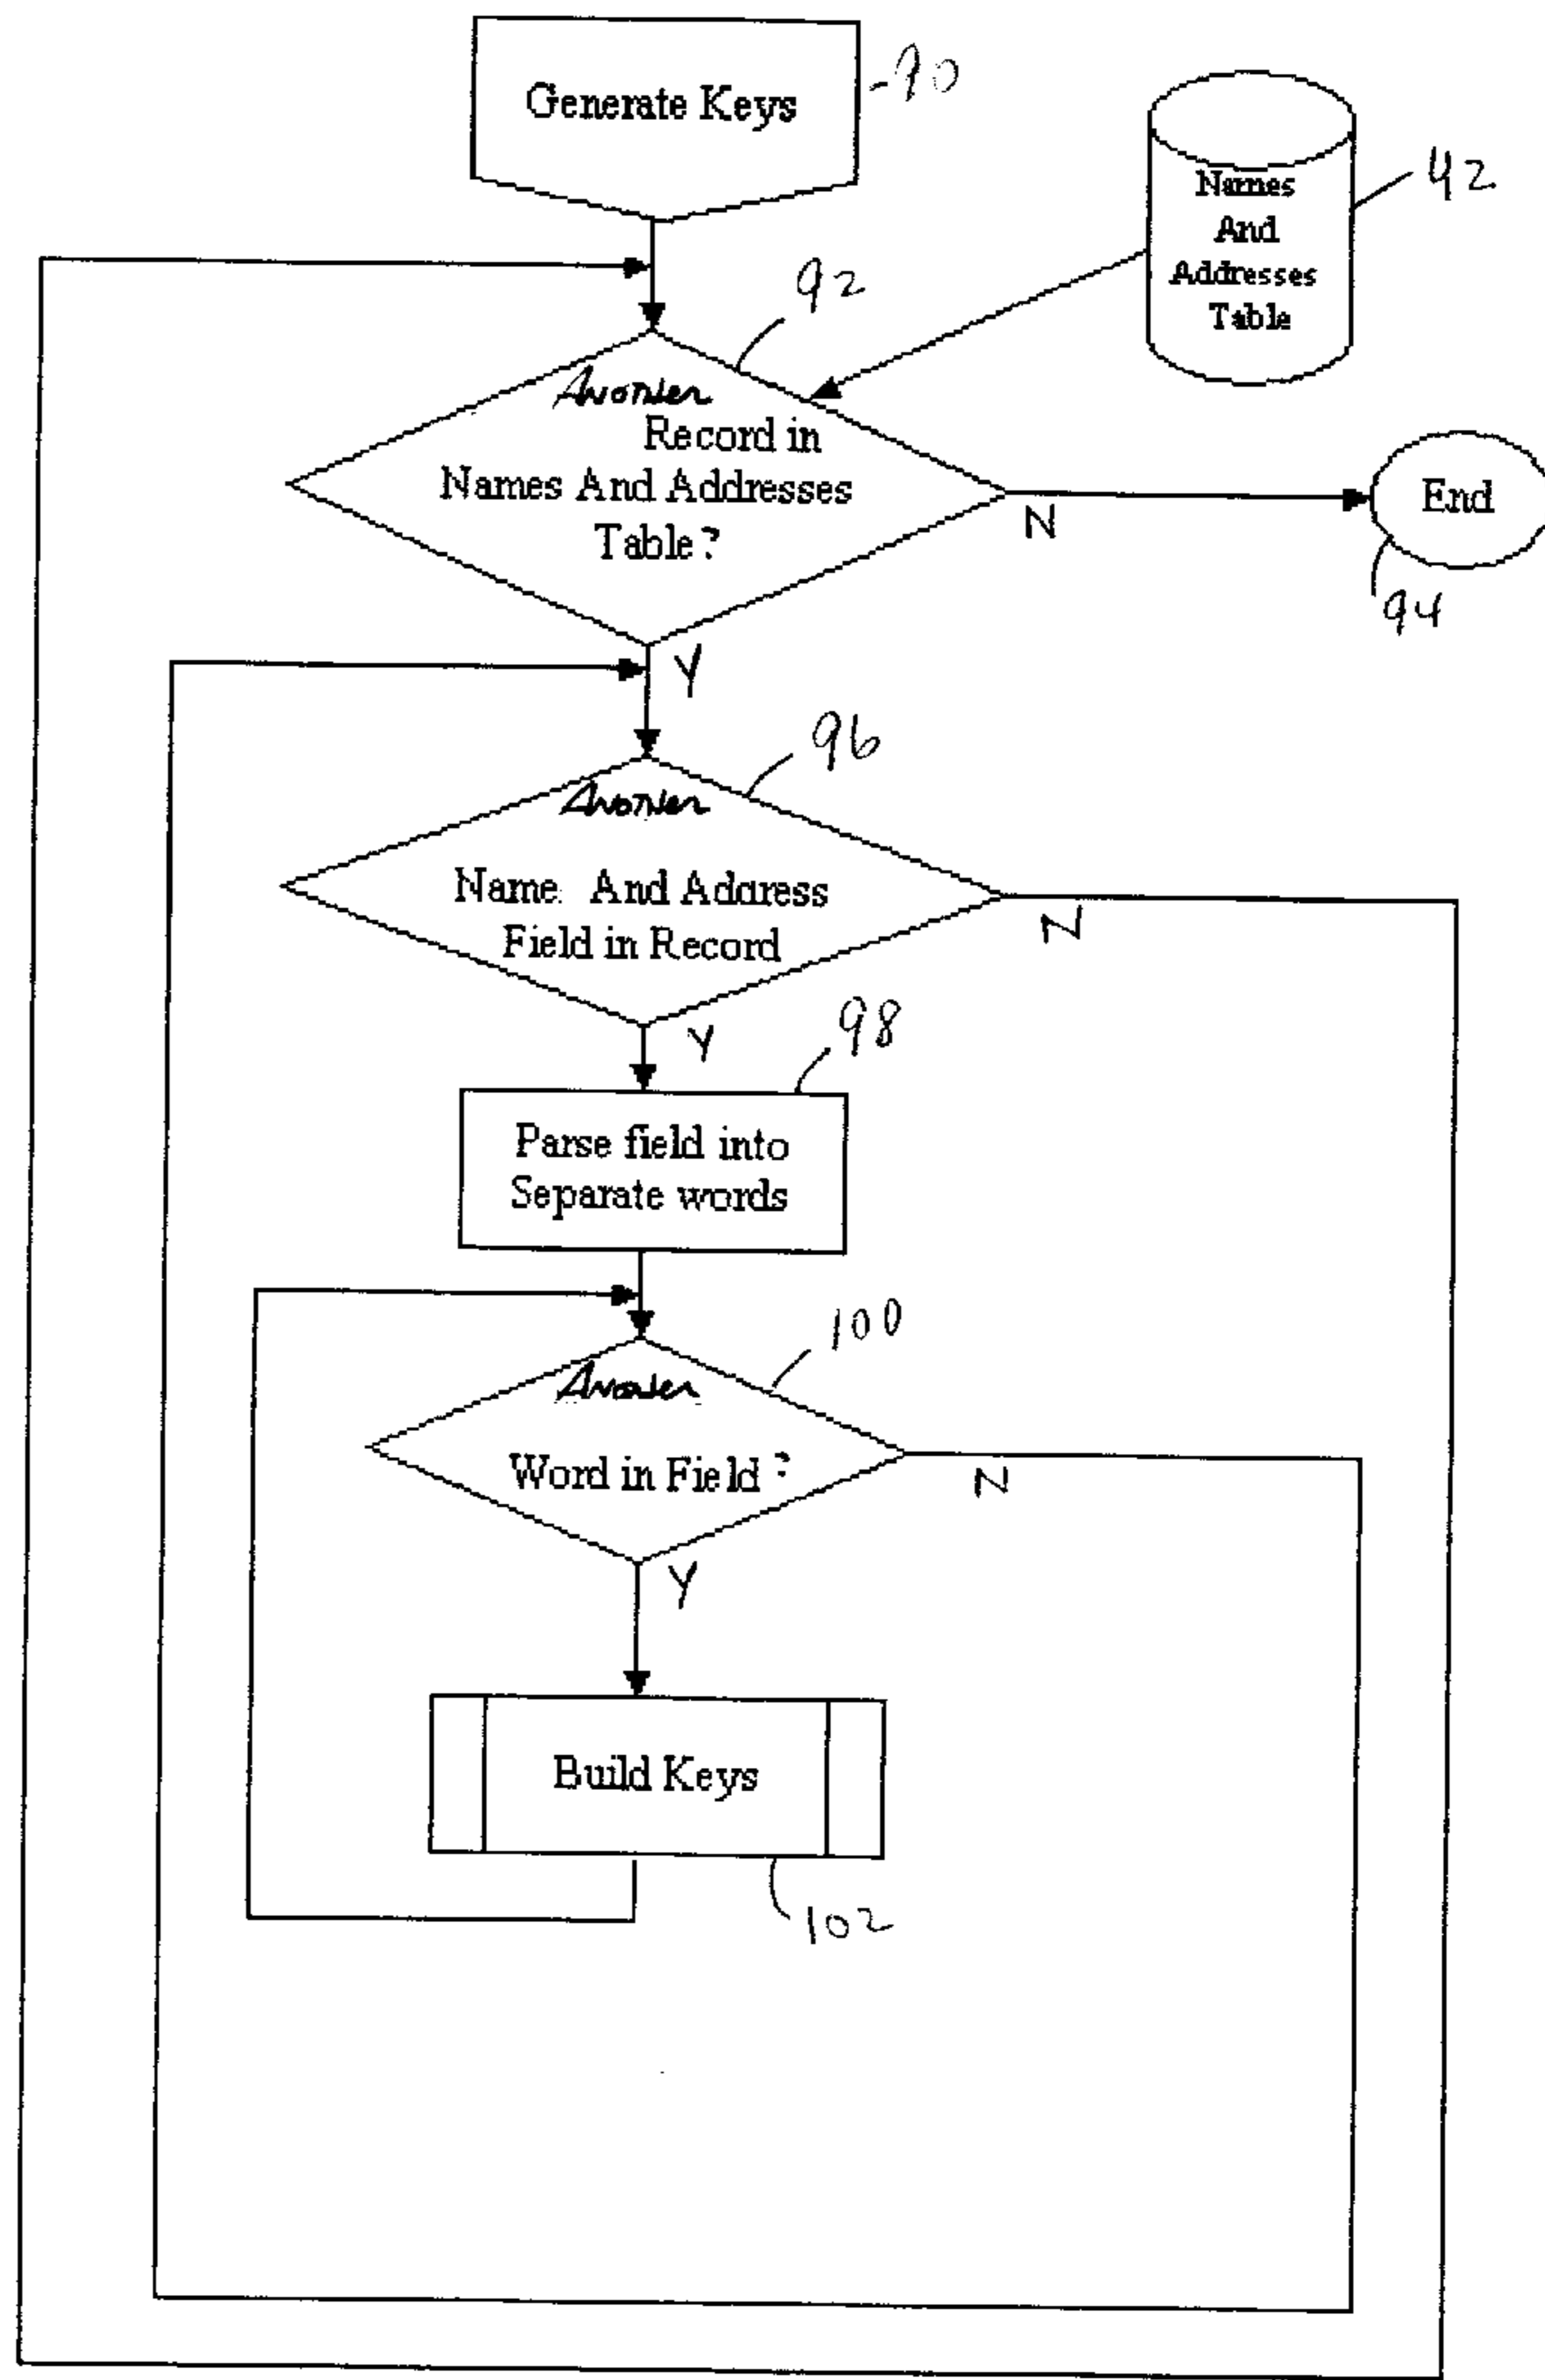 Generate Keys
90
Names
And
Addresses
Table
42
92
Another
Record in
Names And Addresses
Table?
N
End
94
Y
96
Another
Name And Address
Field in Record
N
Y
98
Parse field into
Separate words
100
Another
Word in Field?
N
Y
Build Keys
102